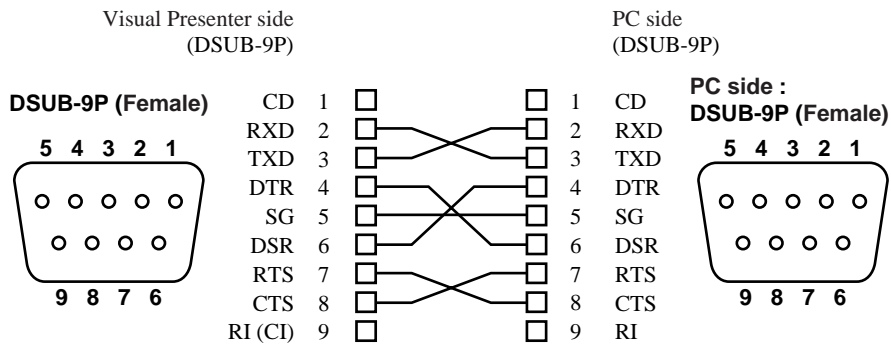 Visual Presenter side
(DSUB-9P)
PC side
(DSUB-9P)
DSUB-9P (Female)
5 4 3 2 1
9 8 7 6
CD 1
RXD 2
TXD 3
DTR 4
SG 5
DSR 6
RTS 7
CTS 8
RI (CI) 9
1 CD
2 RXD
3 TXD
4 DTR
5 SG
6 DSR
7 RTS
8 CTS
9 RI
PC side :
DSUB-9P (Female)
5 4 3 2 1
9 8 7 6